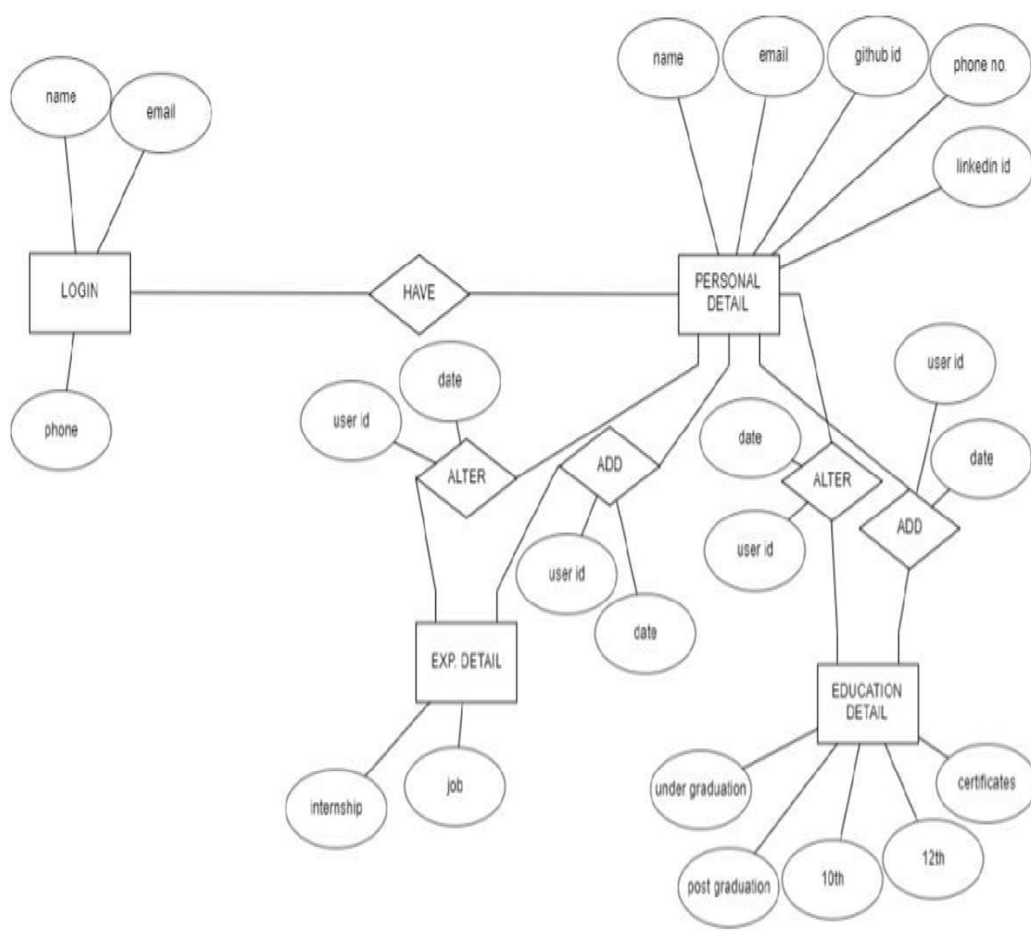 name
email
github id
phone no.
linkedin id
name
email
LOGIN
HAVE
PERSONAL
DETAIL
phone
date
user id
ALTER
ADD
user id
date
date
ALTER
user id
user id
date
ADD
EXP. DETAIL
internship
job
EDUCATION
DETAIL
under graduation
post graduation
10th
12th
certificates